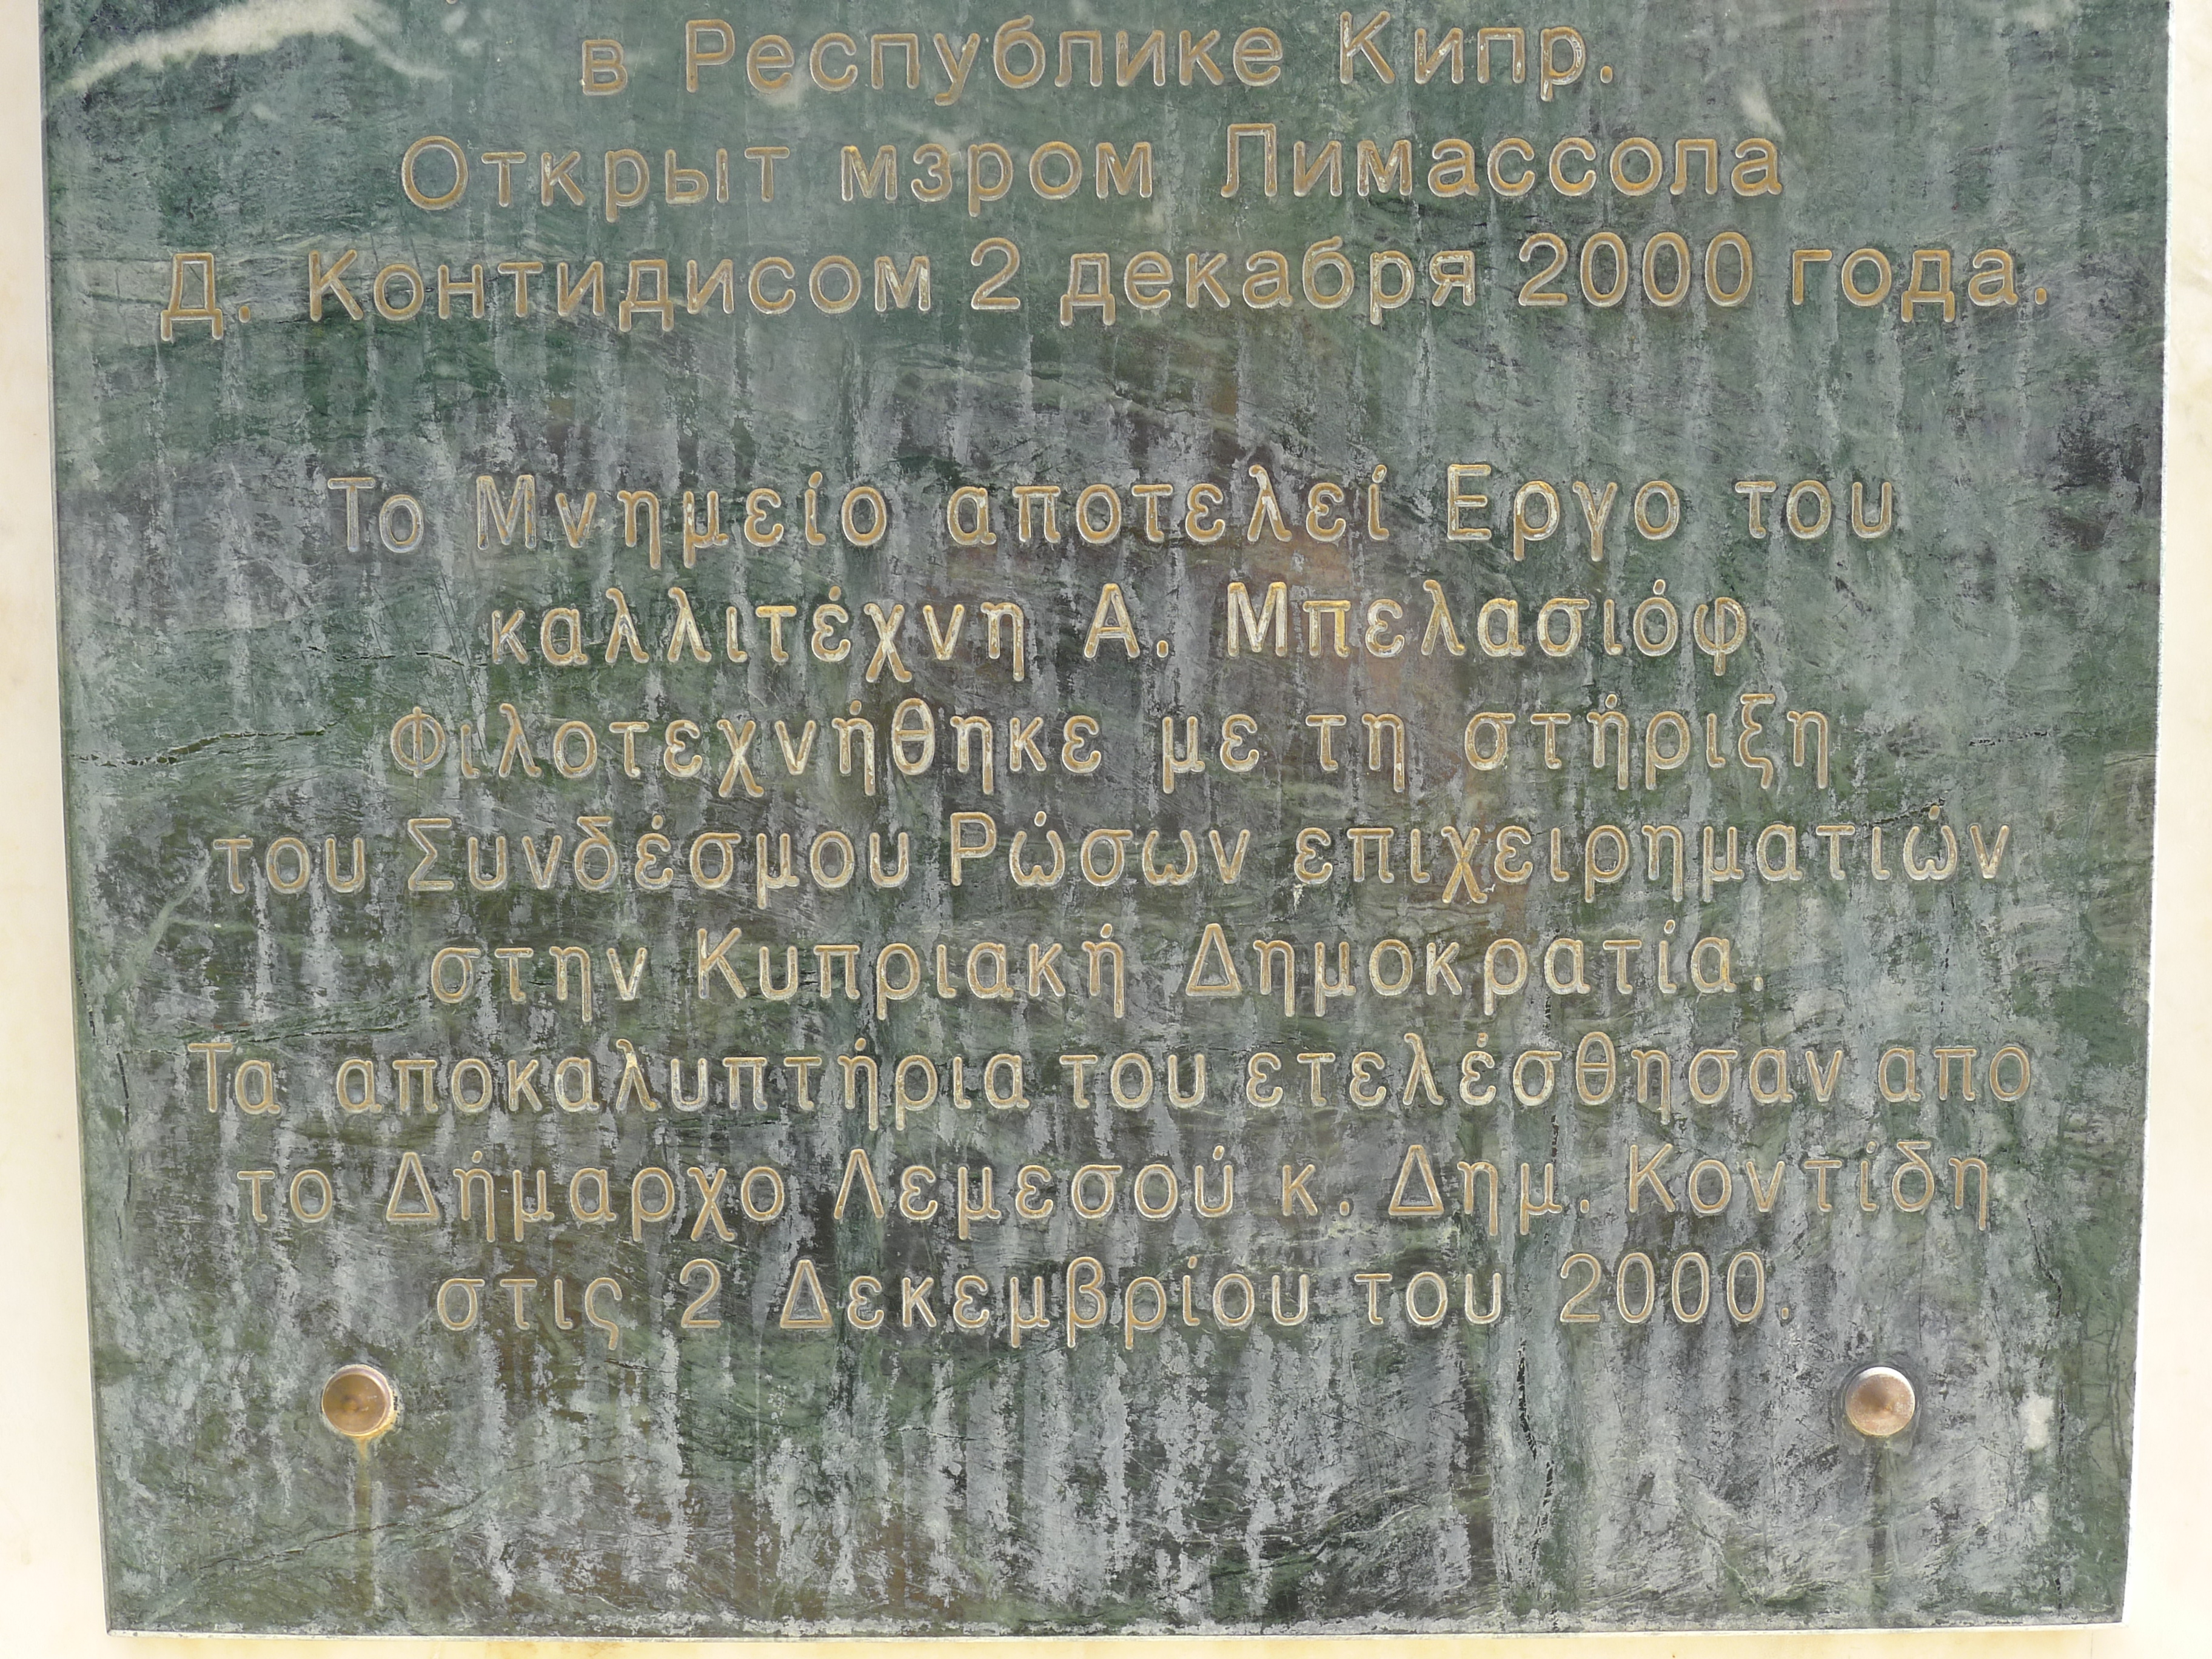 в Республике Кипр.
Открыт мзром Лимассола
Д. Контидисом 2 декабря 2000 года.
Το Μνημείο αποτελεί Εργο του
καλλιτέχνη Α. Μπελασιόφ
Φιλοτεχνήθηκε με τη στήριξη
του Συνδέσμου Ρώσων επιχειρηματιών
στην Κυπριακή Δημοκρατία.
Τα αποκαλυπτήρια του ετελέσθησαν απο
το Δήμαρχο Λεμεσού κ. Δημ. Κοντίδη
στις 2 Δεκεμβρίου του 2000.